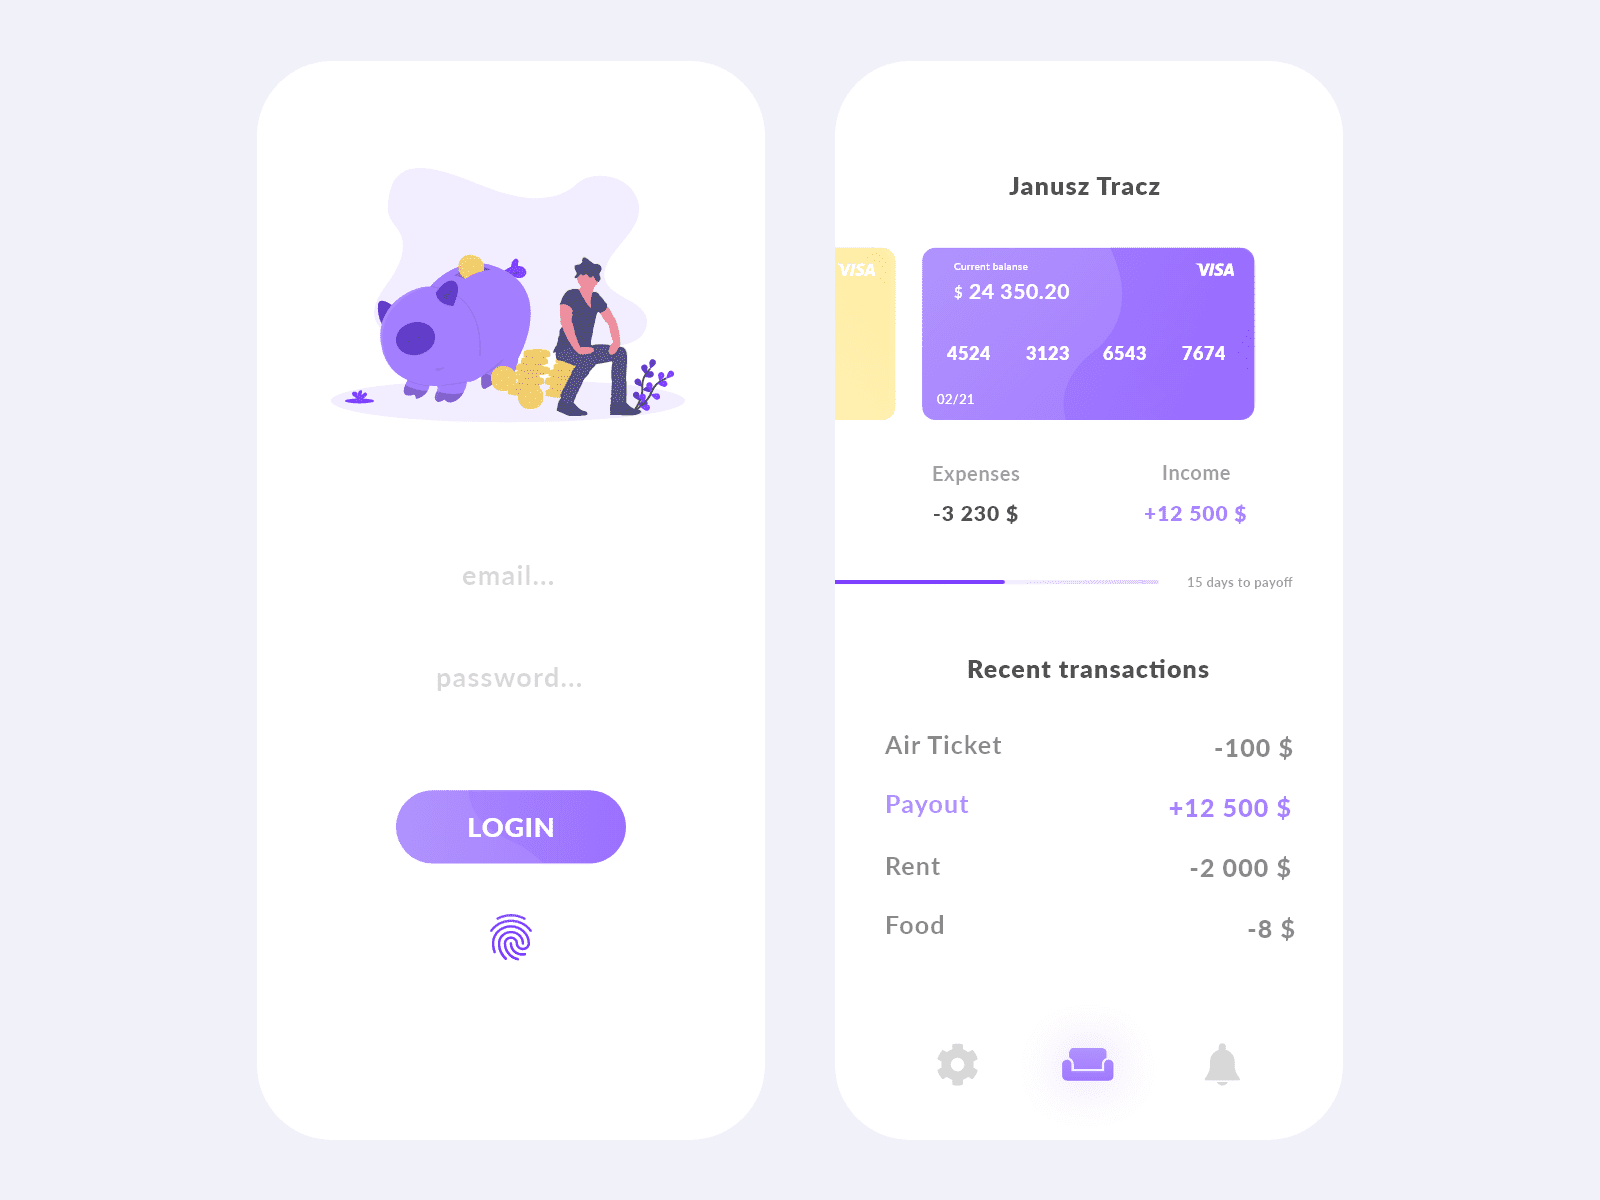 email...
password...
LOGIN
Janusz Tracz
VISA
Current balanse
VISA
$ 24 350.20
4524 3123 6543 7674
02/21
Expenses
Income
-3 230 $
+12 500 $
15 days to payoff
Recent transactions
Air Ticket
-100 $
Payout
+12 500 $
Rent
-2 000 $
Food
-8 $